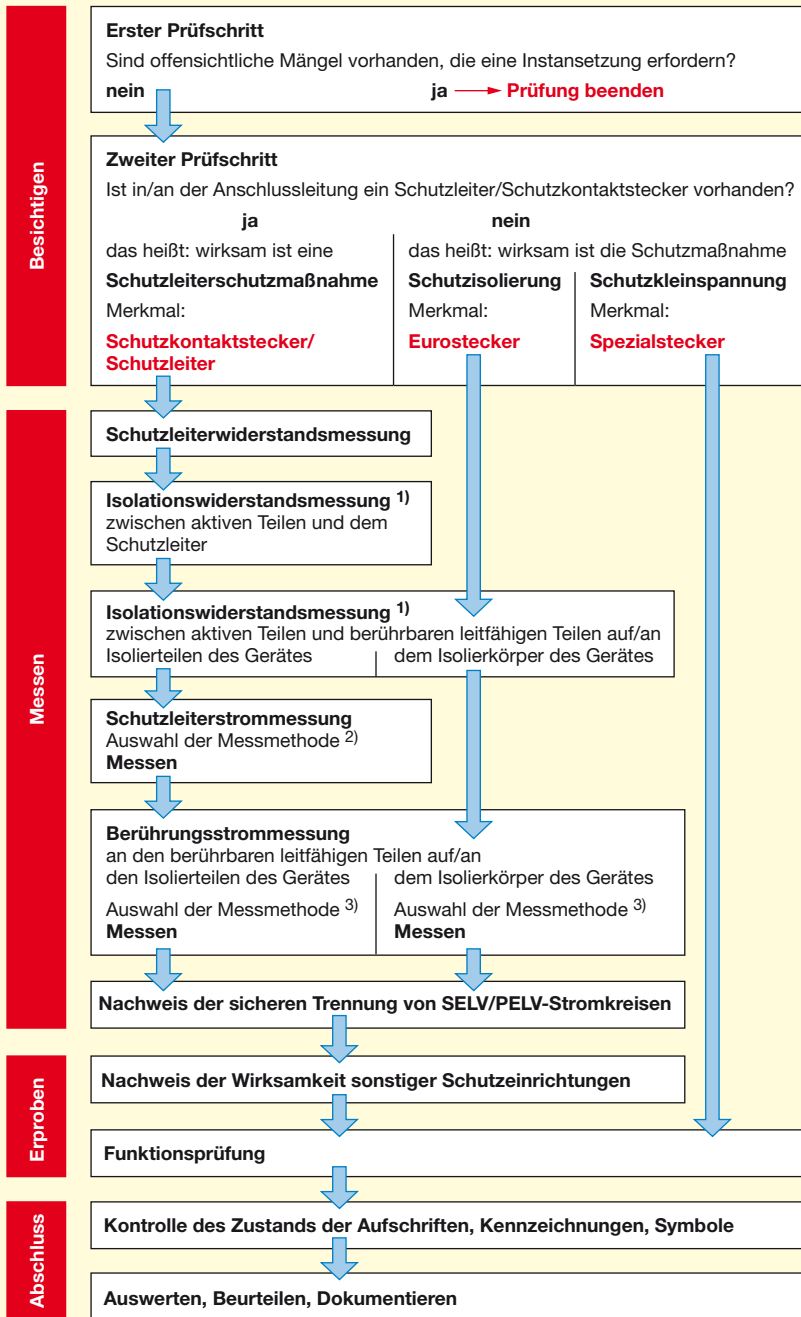 Besichtigen
Erster Prüfschritt
Sind offensichtliche Mängel vorhanden, die eine Instansetzung erfordern?
nein ja Prüfung beenden
Zweiter Prüfschritt
Ist in/an der Anschlussleitung ein Schutzleiter/Schutzkontaktstecker vorhanden?
ja nein
das heißt: wirksam ist eine das heißt: wirksam ist die Schutzmaßnahme
Schutzleiterschutzmaßnahme Schutzisolierung Schutzkleinspannung
Merkmal: Merkmal: Merkmal:
Schutzkontaktstecker/ Eurostecker Spezialstecker
Schutzleiter
Messen
Schutzleiterwiderstandsmessung
Isolationswiderstandsmessung 1)
zwischen aktiven Teilen und dem
Schutzleiter
Isolationswiderstandsmessung 1)
zwischen aktiven Teilen und berührbaren leitfähigen Teilen auf/an
Isolierteilen des Gerätes dem Isolierkörper des Gerätes
Schutzleiterstrommessung
Auswahl der Messmethode 2)
Messen
Berührungsstrommessung
an den berührbaren leitfähigen Teilen auf/an
den Isolierteilen des Gerätes dem Isolierkörper des Gerätes
Auswahl der Messmethode 3) Auswahl der Messmethode 3)
Messen Messen
Nachweis der sicheren Trennung von SELV/PELV-Stromkreisen
Erproben
Nachweis der Wirksamkeit sonstiger Schutzeinrichtungen
Funktionsprüfung
Abschluss
Kontrolle des Zustands der Aufschriften, Kennzeichnungen, Symbole
Auswerten, Beurteilen, Dokumentieren